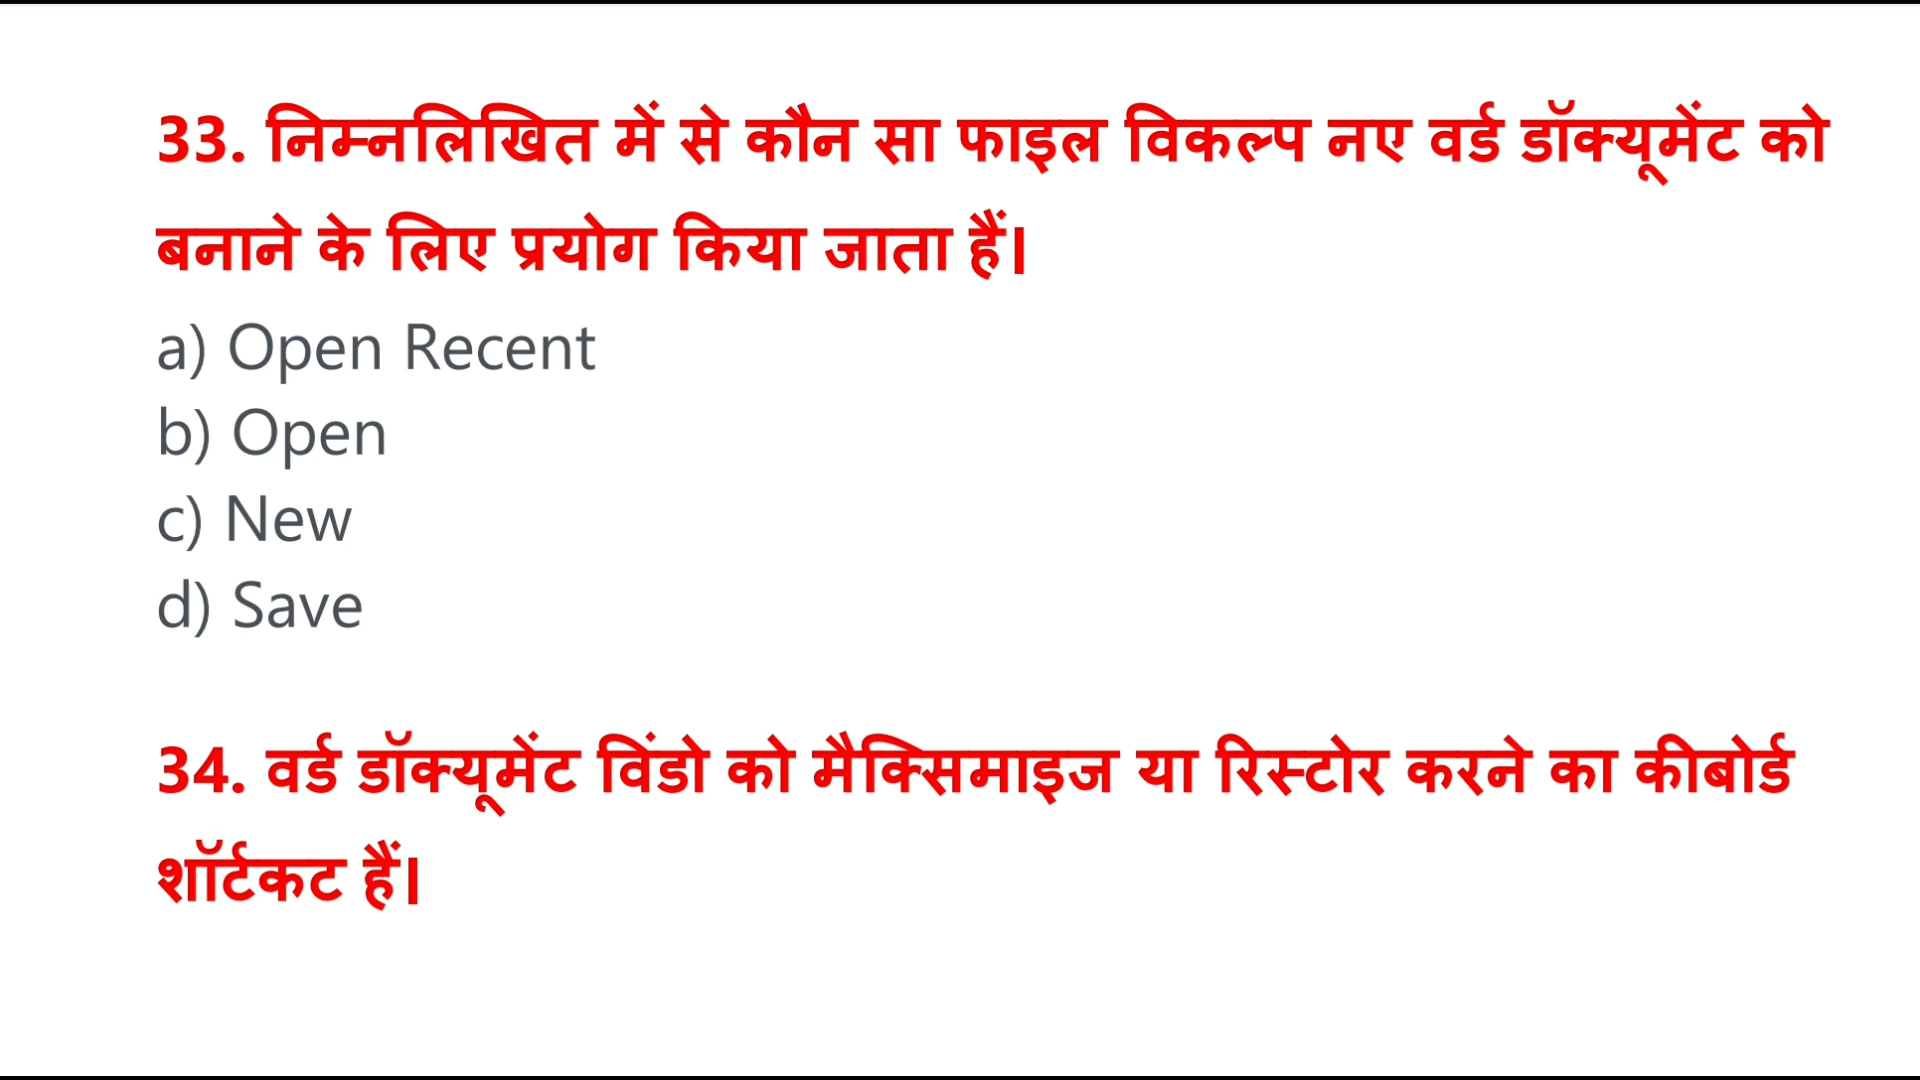 33. निम्नलिखित में से कौन सा फाइल विकल्प नए वर्ड डॉक्यूमेंट को
बनाने के लिए प्रयोग किया जाता हैं।
a) Open Recent
b) Open
c) New
d) Save
34. वर्ड डॉक्यूमेंट विंडो को मैक्सिमाइज या रिस्टोर करने का कीबोर्ड
शॉर्टकट हैं।